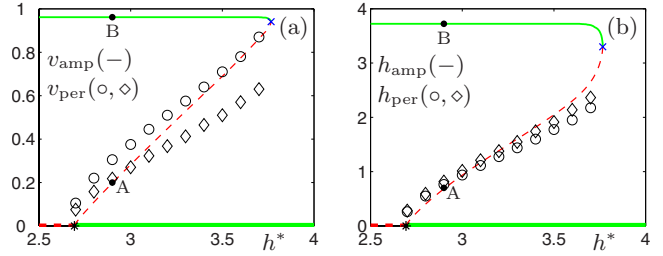 1
0.8
0.6
0.4
0.2
0
2.5
3
3.5
4
h*
(a)
B
A
v_amp(−)
v_per(○, ◇)
4
3
2
1
0
2.5
3
3.5
4
h*
(b)
B
A
h_amp(−)
h_per(○, ◇)